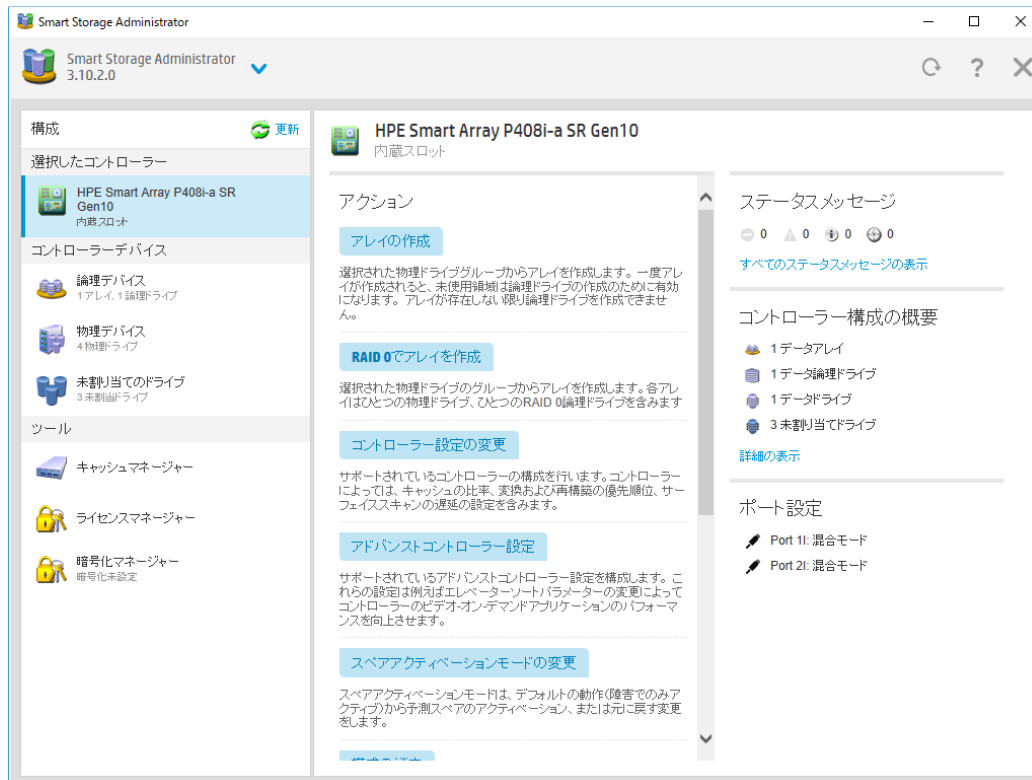 Smart Storage Administrator
Smart Storage Administrator
3.10.2.0
構成
更新
選択したコントローラー
HPE Smart Array P408i-a SR
Gen10
内蔵スロット
コントローラーデバイス
論理デバイス
1 アレイ, 1 論理ドライブ
物理デバイス
4 物理ドライブ
未割り当てのドライブ
3 未割当ドライブ
ツール
キャッシュマネージャー
ライセンスマネージャー
暗号化マネージャー
暗号化未設定
HPE Smart Array P408i-a SR Gen10
内蔵スロット
アクション
アレイの作成
選択された物理ドライブグループからアレイを作成します。一度アレ
イが作成されると、未使用領域は論理ドライブの作成のために有効
になります。 アレイが存在しない限り論理ドライブを作成できませ
ん。
RAID 0でアレイを作成
選択された物理ドライブのグループからアレイを作成します。各アレ
イはひとつの物理ドライブ、ひとつのRAID 0論理ドライブを含みます
コントローラー設定の変更
サポートされているコントローラーの構成を行います。コントローラー
によっては、キャッシュの比率、変換および再構築の優先順位、サー
フェイススキャンの遅延の設定を含みます。
アドバンストコントローラー設定
サポートされているアドバンストコントローラー設定を構成します。こ
れらの設定は例えばエレベーターソートパラメーターの変更によって
コントローラーのビデオ-オン-デマンドアプリケーションのパフォーマ
ンスを向上させます。
スペアアクティベーションモードの変更
スペアアクティベーションモードは、デフォルトの動作(障害でのみア
クティブ)から予測スペアのアクティベーション、または元に戻す変更
をします。
ステータスメッセージ
0 0 0 0
すべてのステータスメッセージの表示
コントローラー構成の概要
1 データアレイ
1 データ論理ドライブ
1 データドライブ
3 未割り当てドライブ
詳細の表示
ポート設定
Port 1I: 混合モード
Port 2I: 混合モード